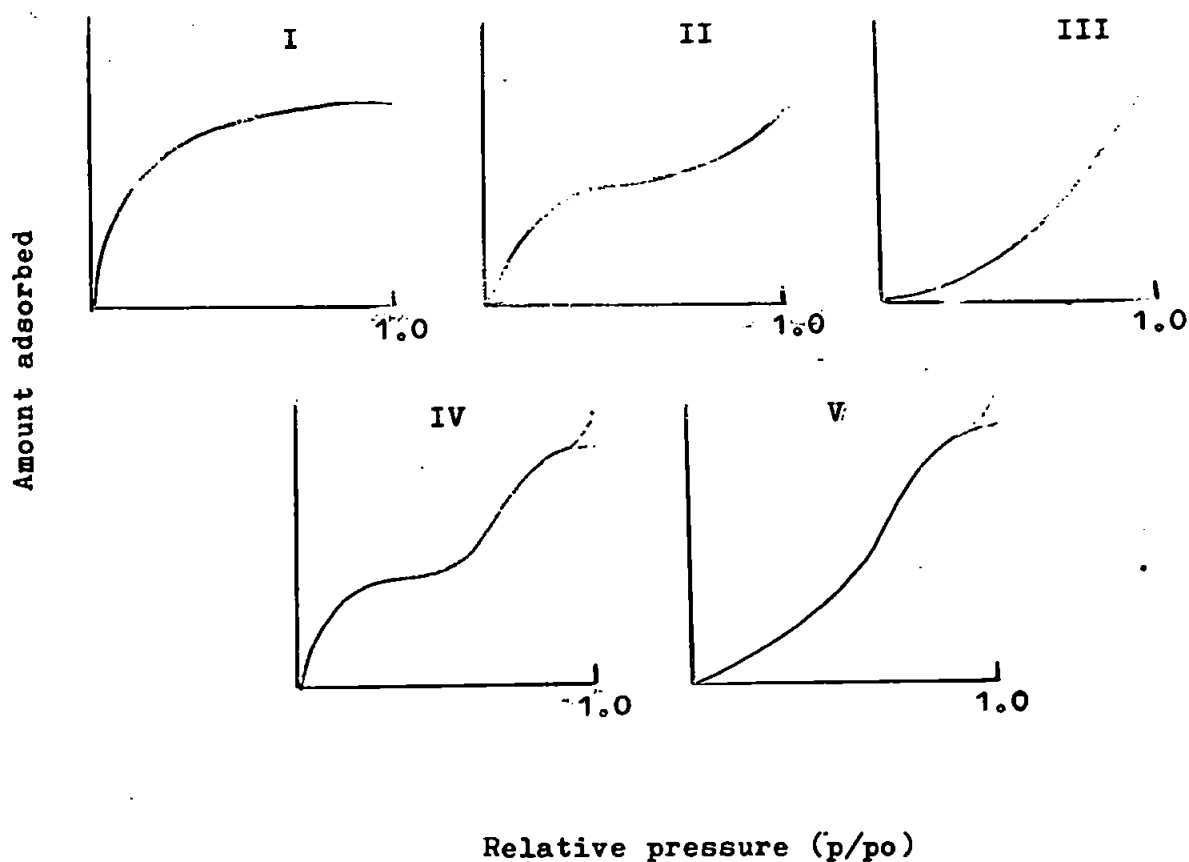 I
II
III
1.0
1.0
1.0
Amount adsorbed
IV
V
1.0
1.0
Relative pressure (p/po)